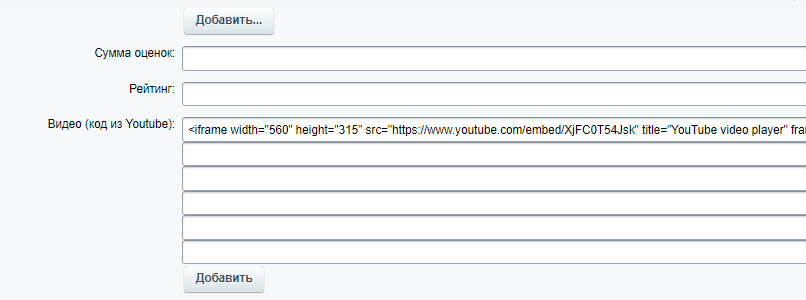 Добавить...
Сумма оценок:
Рейтинг:
Видео (код из Youtube): <iframe width="560" height="315" src="https://www.youtube.com/embed/XjFC0T54Jsk" title="YouTube video player" fra
Добавить